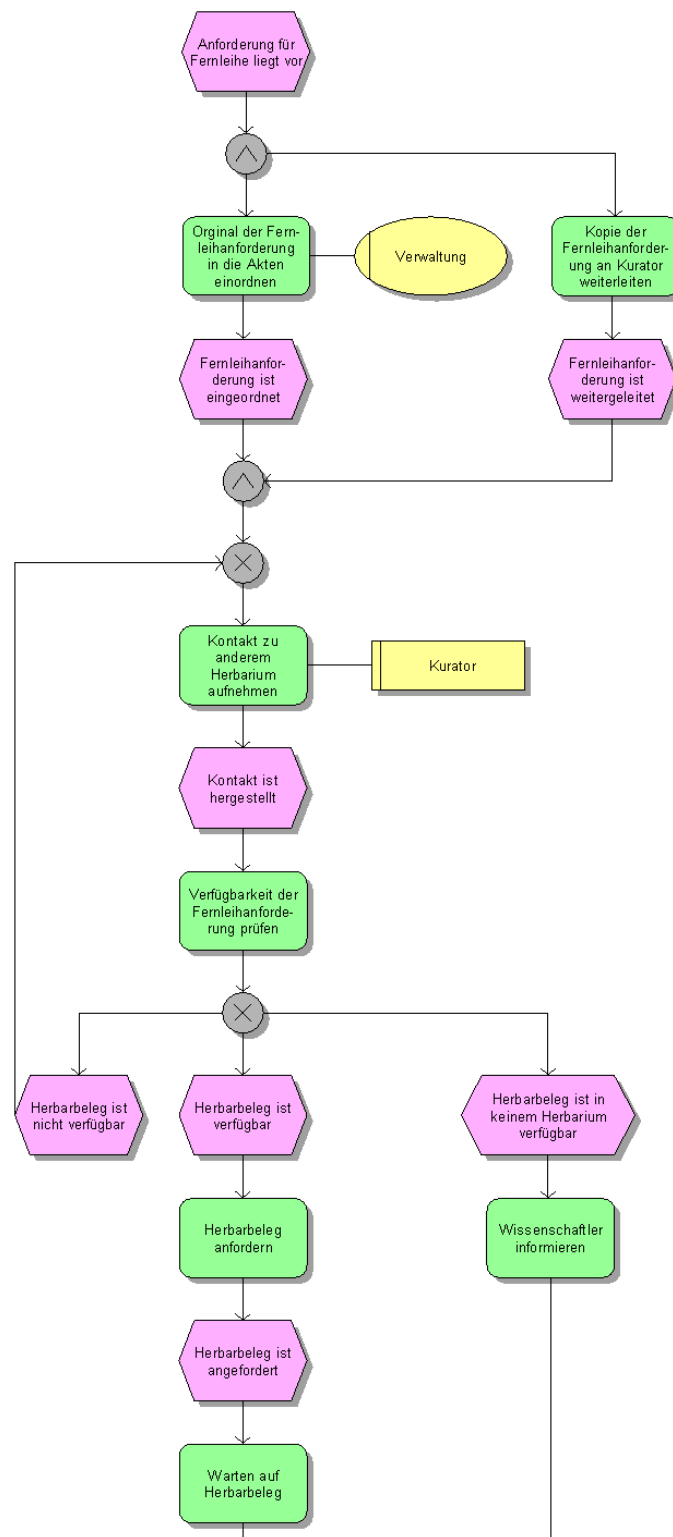 Anforderung für
Fernleihe liegt vor
Orginal der Fern-
leihanforderung
in die Akten
einordnen
Verwaltung
Kopie der
Fernleihanforder-
ung an Kurator
weiterleiten
Fernleihanfor-
derung ist
eingeordnet
Fernleihanfor-
derung ist
weitergeleitet
Kontakt zu
anderem
Herbarium
aufnehmen
Kurator
Kontakt ist
hergestellt
Verfügbarkeit der
Fernleihanforde-
rung prüfen
Herbarbeleg ist
nicht verfügbar
Herbarbeleg ist
verfügbar
Herbarbeleg ist in
keinem Herbarium
verfügbar
Herbarbeleg
anfordern
Wissenschaftler
informieren
Herbarbeleg ist
angefordert
Warten auf
Herbarbeleg